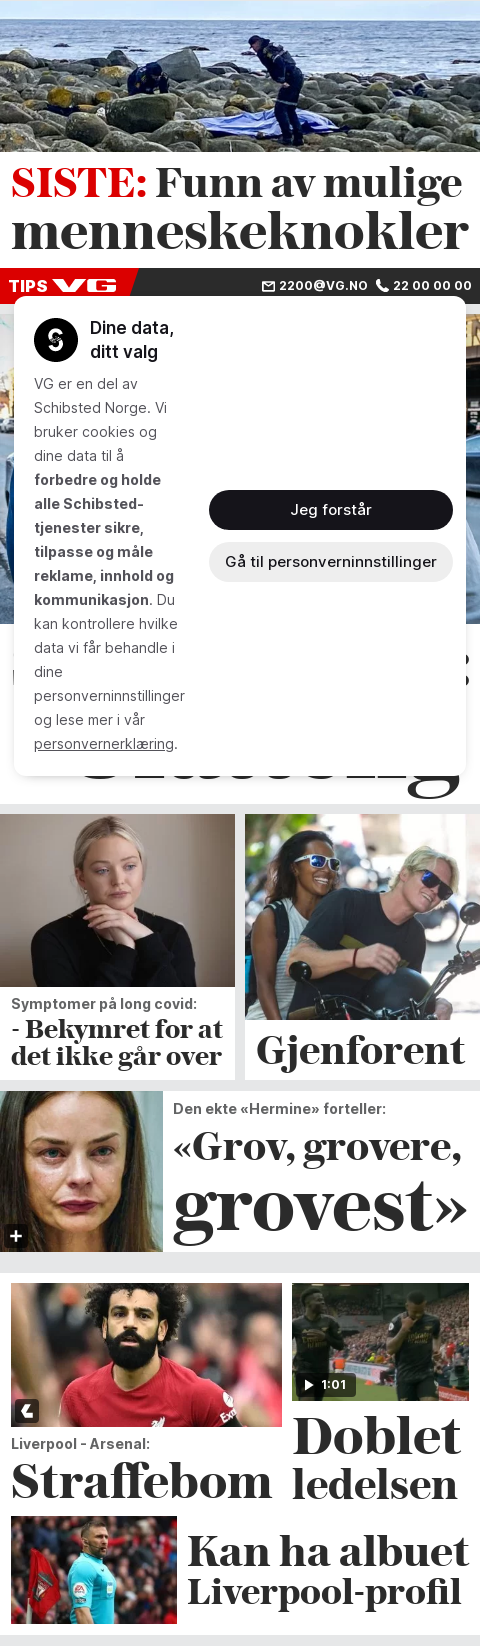 SISTE: Funn av mulige
menneskeknokler
TIPS VG
2200@VG.NO 22 00 00 00
Dine data,
ditt valg
VG er en del av
Schibsted Norge. Vi
bruker cookies og
dine data til å
forbedre og holde
alle Schibsted-
tjenester sikre,
tilpasse og måle
reklame, innhold og
kommunikasjon. Du
kan kontrollere hvilke
data vi får behandle i
dine
personverninnstillinger
og lese mer i vår
personvernerklæring.
Jeg forstår
Gå til personverninnstillinger
Symptomer på long covid:
- Bekymret for at
det ikke går over
Gjenforent
Den ekte «Hermine» forteller:
«Grov, grovere,
grovest»
Liverpool - Arsenal:
Straffebom
1:01
Doblet
ledelsen
Kan ha albuet
Liverpool-profil